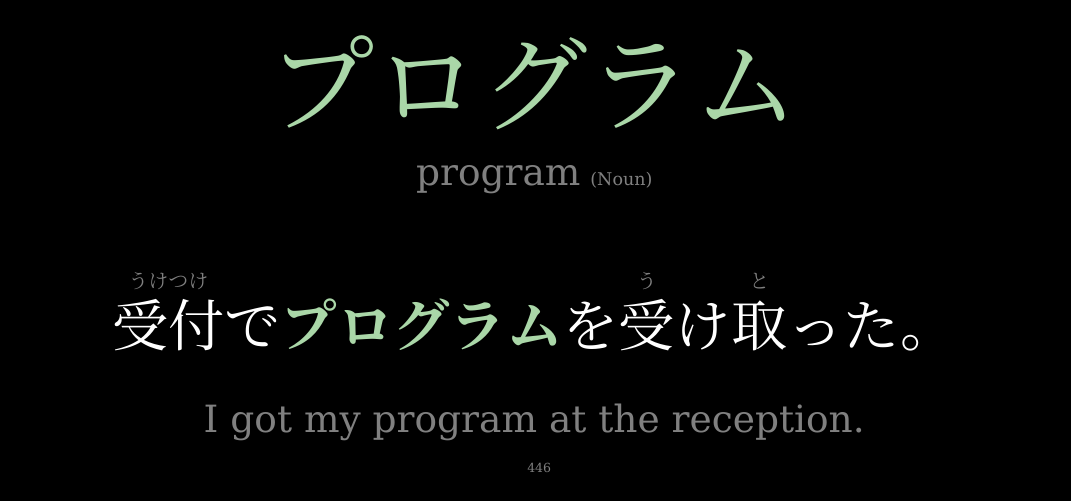 プログラム
program (Noun)
うけつけ う と
受付でプログラムを受け取った。
I got my program at the reception.
446